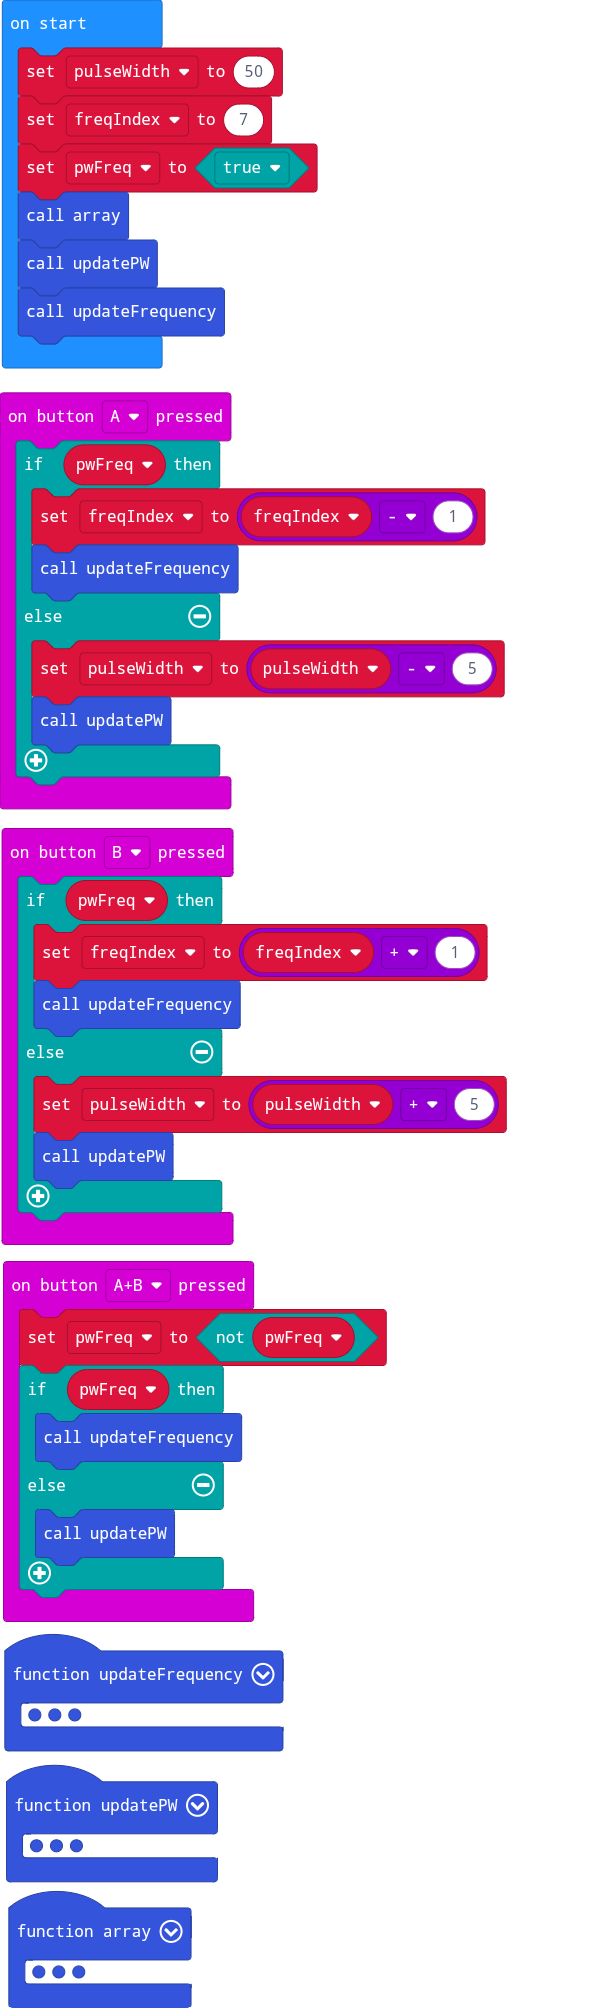 on start
set pulseWidth to 50
set freqIndex to 7
set pwFreq to true
call array
call updatePW
call updateFrequency
on button A pressed
if pwFreq then
set freqIndex to freqIndex - 1
call updateFrequency
else
set pulseWidth to pulseWidth - 5
call updatePW
on button B pressed
if pwFreq then
set freqIndex to freqIndex + 1
call updateFrequency
else
set pulseWidth to pulseWidth + 5
call updatePW
on button A+B pressed
set pwFreq to not pwFreq
if pwFreq then
call updateFrequency
else
call updatePW
function updateFrequency
function updatePW
function array